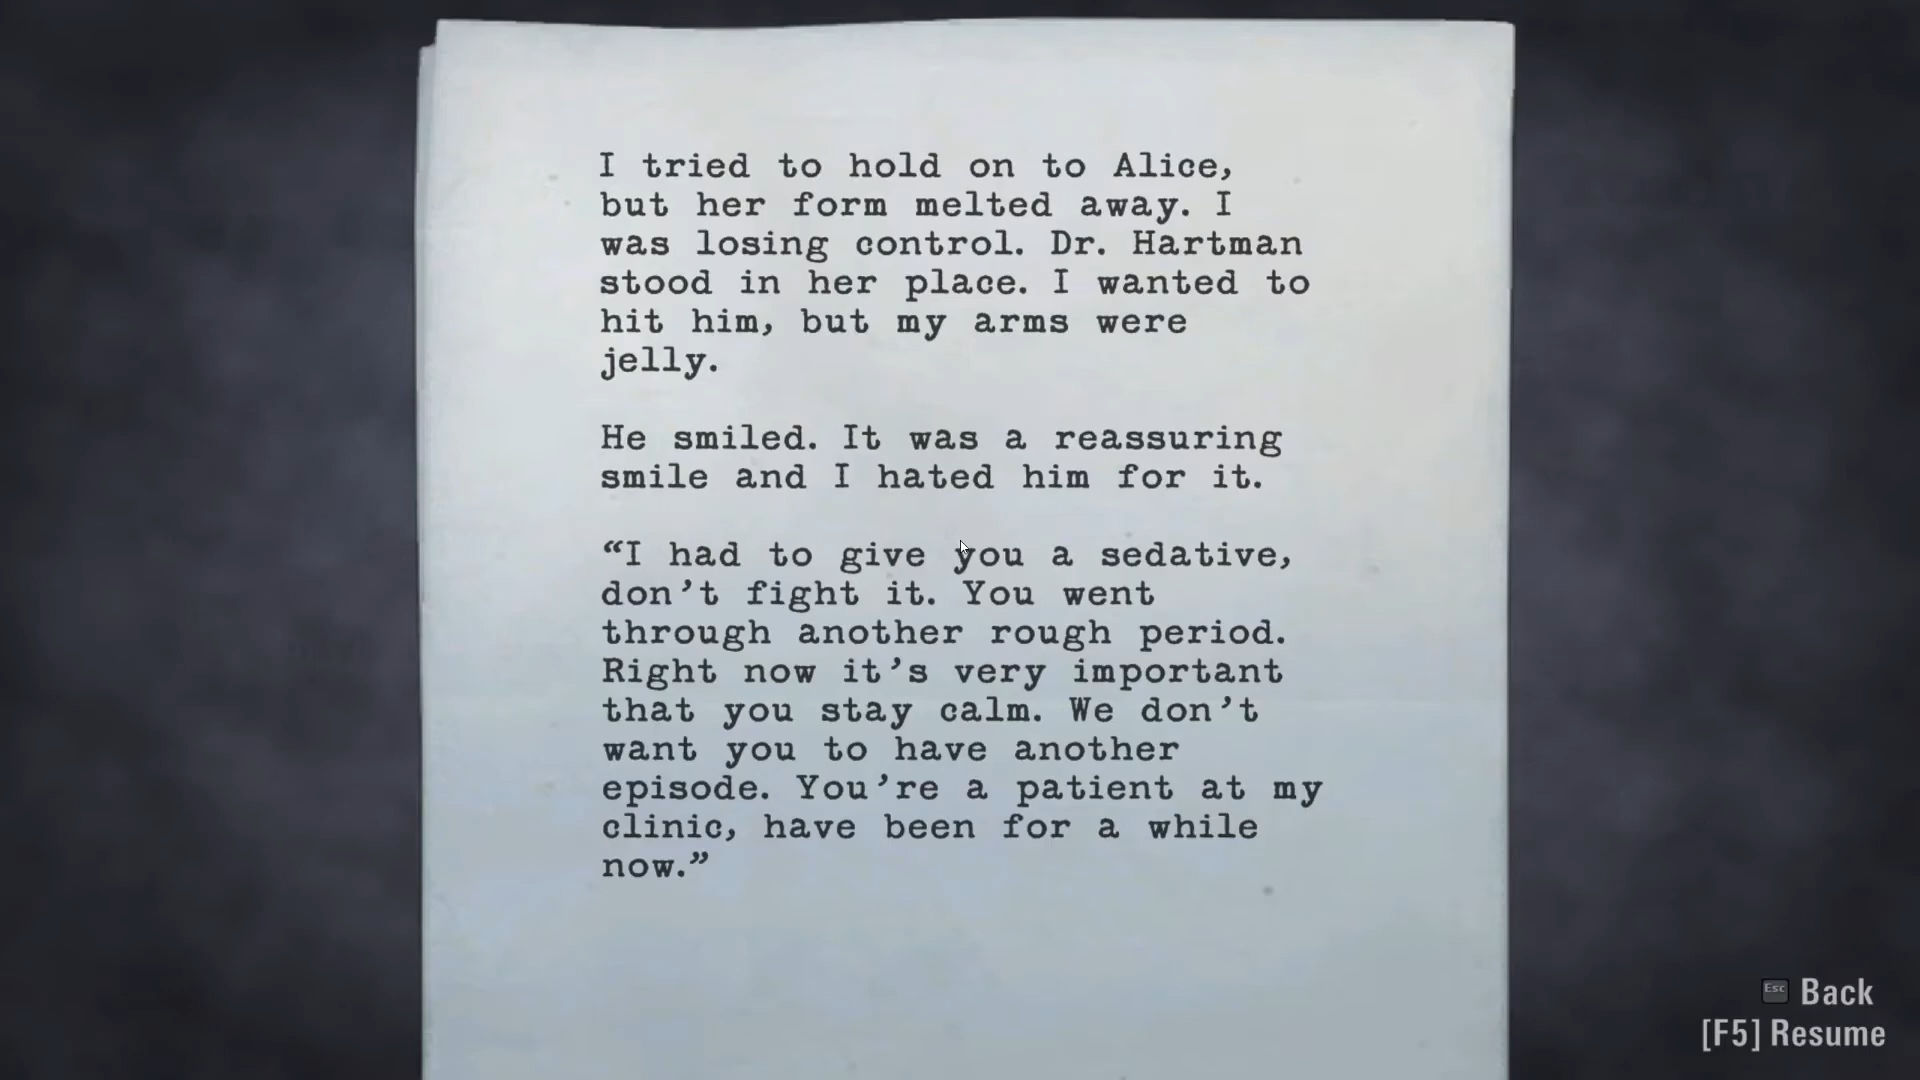 I tried to hold on to Alice,
but her form melted away. I
was losing control. Dr. Hartman
stood in her place. I wanted to
hit him, but my arms were
jelly.
He smiled. It was a reassuring
smile and I hated him for it.
“I had to give you a sedative,
don’t fight it. You went
through another rough period.
Right now it’s very important
that you stay calm. We don’t
want you to have another
episode. You’re a patient at my
clinic, have been for a while
now.”
Esc Back
[F5] Resume